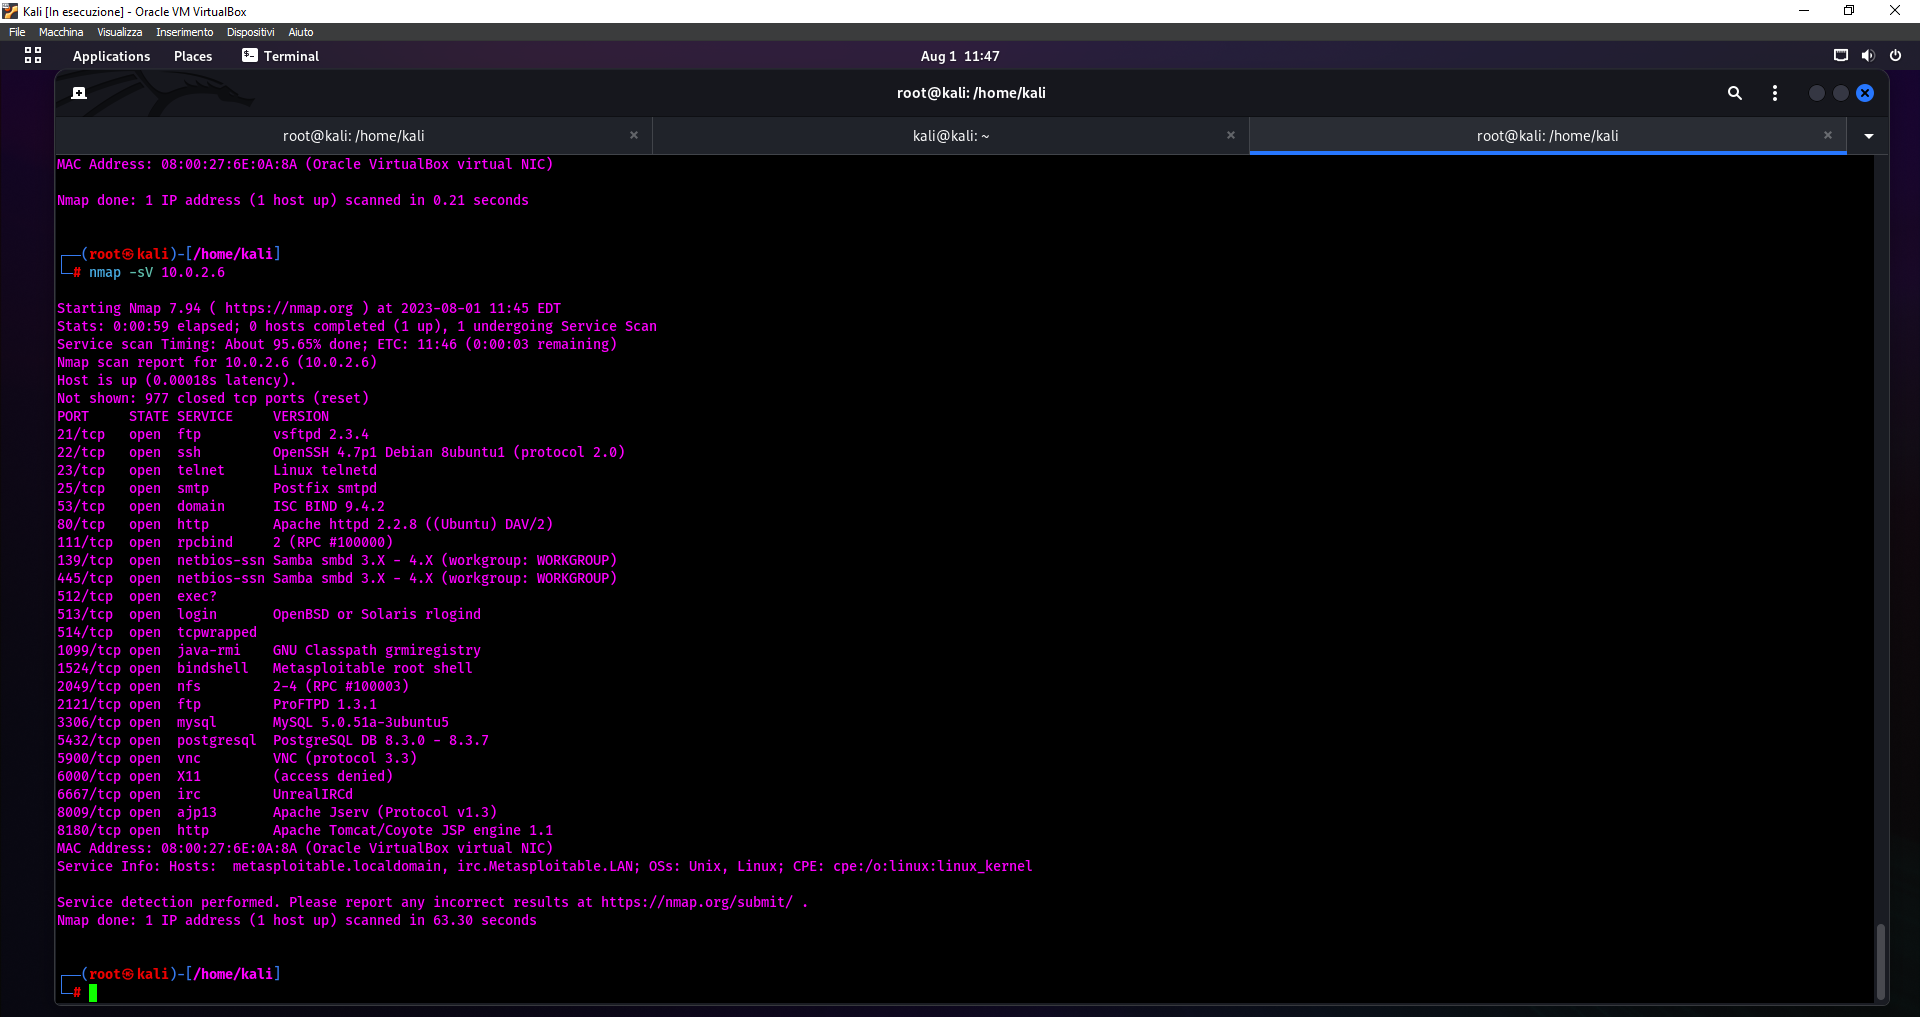 Kali [In esecuzione] - Oracle VM VirtualBox
File Macchina Visualizza Inserimento Dispositivi Aiuto
Applications Places Terminal Aug 1 11:47
root@kali: /home/kali
root@kali: /home/kali kali@kali: ~ root@kali: /home/kali
MAC Address: 08:00:27:6E:0A:8A (Oracle VirtualBox virtual NIC)
Nmap done: 1 IP address (1 host up) scanned in 0.21 seconds
┌──(root㉿kali)-[/home/kali]
└─# nmap -sV 10.0.2.6
Starting Nmap 7.94 ( https://nmap.org ) at 2023-08-01 11:45 EDT
Stats: 0:00:59 elapsed; 0 hosts completed (1 up), 1 undergoing Service Scan
Service scan Timing: About 95.65% done; ETC: 11:46 (0:00:03 remaining)
Nmap scan report for 10.0.2.6 (10.0.2.6)
Host is up (0.00018s latency).
Not shown: 977 closed tcp ports (reset)
PORT     STATE SERVICE     VERSION
21/tcp   open  ftp         vsftpd 2.3.4
22/tcp   open  ssh         OpenSSH 4.7p1 Debian 8ubuntu1 (protocol 2.0)
23/tcp   open  telnet      Linux telnetd
25/tcp   open  smtp        Postfix smtpd
53/tcp   open  domain      ISC BIND 9.4.2
80/tcp   open  http        Apache httpd 2.2.8 ((Ubuntu) DAV/2)
111/tcp  open  rpcbind     2 (RPC #100000)
139/tcp  open  netbios-ssn Samba smbd 3.X - 4.X (workgroup: WORKGROUP)
445/tcp  open  netbios-ssn Samba smbd 3.X - 4.X (workgroup: WORKGROUP)
512/tcp  open  exec?
513/tcp  open  login       OpenBSD or Solaris rlogind
514/tcp  open  tcpwrapped
1099/tcp open  java-rmi    GNU Classpath grmiregistry
1524/tcp open  bindshell   Metasploitable root shell
2049/tcp open  nfs         2-4 (RPC #100003)
2121/tcp open  ftp         ProFTPD 1.3.1
3306/tcp open  mysql       MySQL 5.0.51a-3ubuntu5
5432/tcp open  postgresql  PostgreSQL DB 8.3.0 - 8.3.7
5900/tcp open  vnc         VNC (protocol 3.3)
6000/tcp open  X11         (access denied)
6667/tcp open  irc         UnrealIRCd
8009/tcp open  ajp13       Apache Jserv (Protocol v1.3)
8180/tcp open  http        Apache Tomcat/Coyote JSP engine 1.1
MAC Address: 08:00:27:6E:0A:8A (Oracle VirtualBox virtual NIC)
Service Info: Hosts:  metasploitable.localdomain, irc.Metasploitable.LAN; OSs: Unix, Linux; CPE: cpe:/o:linux:linux_kernel
Service detection performed. Please report any incorrect results at https://nmap.org/submit/ .
Nmap done: 1 IP address (1 host up) scanned in 63.30 seconds
┌──(root㉿kali)-[/home/kali]
└─#